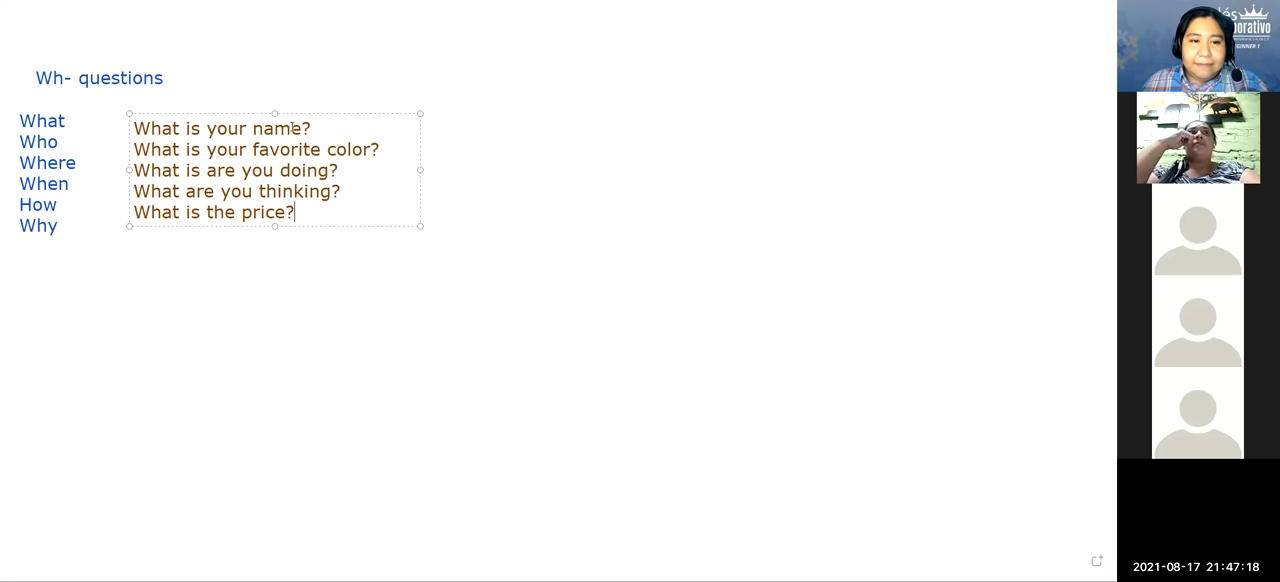 Wh- questions
What
Who
Where
When
How
Why
What is your name?
What is your favorite color?
What is are you doing?
What are you thinking?
What is the price?
2021-08-17 21:47:18